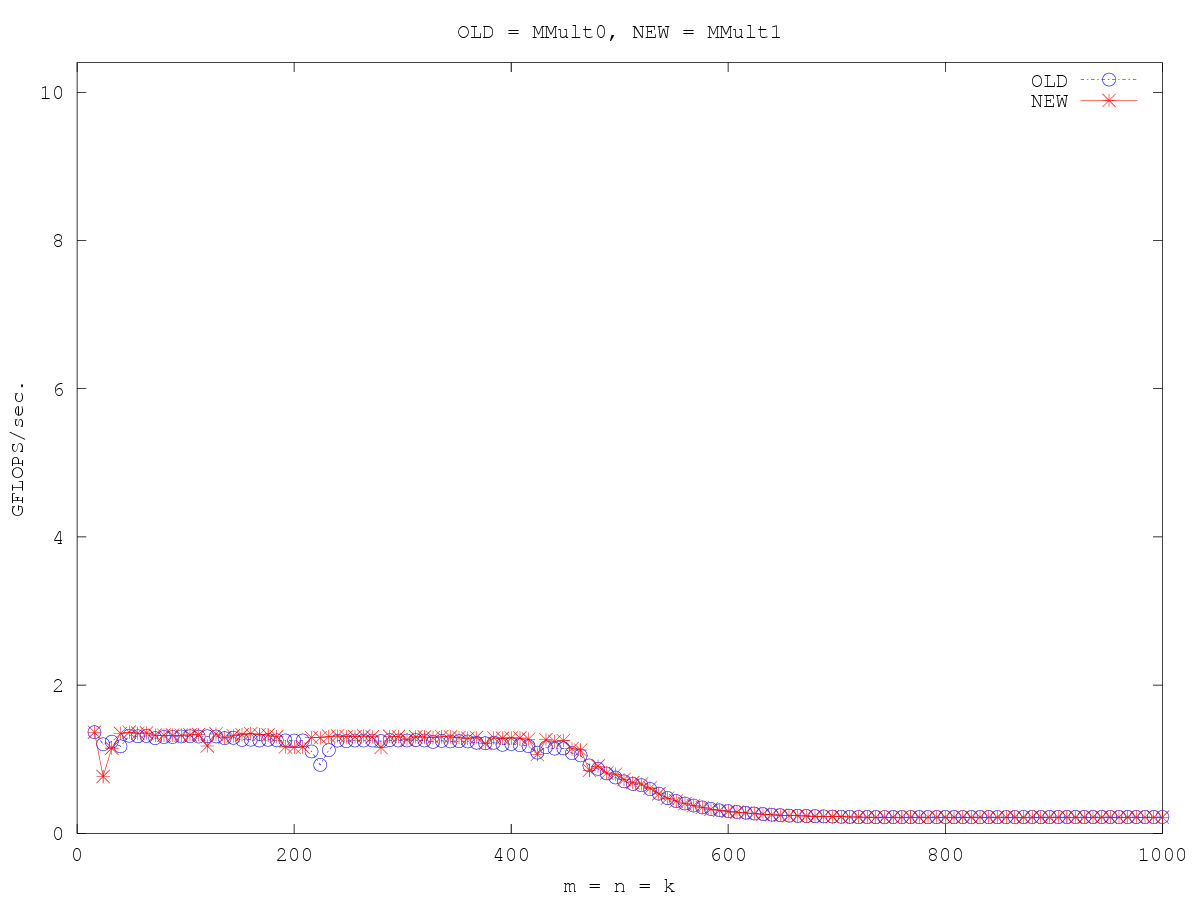 OLD = MMult0, NEW = MMult1
OLD
NEW
10
8
6
4
2
0
GFLOPS/sec.
0 200 400 600 800 1000
m = n = k